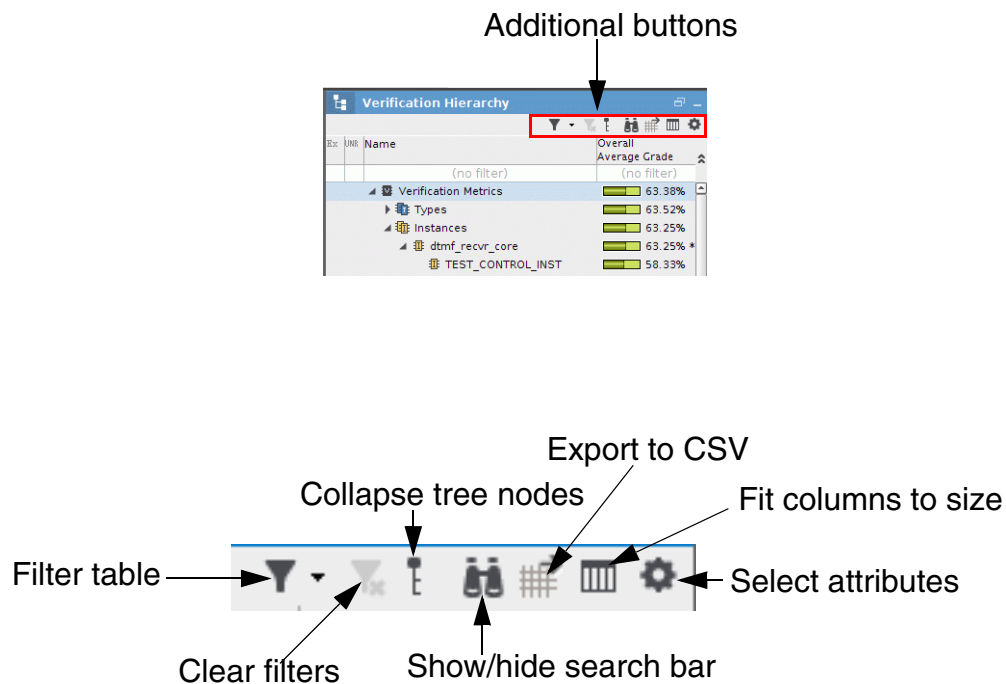 Additional buttons
Verification Hierarchy
Ex UNR Name Overall Average Grade
(no filter) (no filter)
Verification Metrics 63.38%
Types 63.52%
Instances 63.25%
dtmf_recvr_core 63.25% *
TEST_CONTROL_INST 58.33%
Export to CSV
Collapse tree nodes
Fit columns to size
Filter table
Select attributes
Clear filters
Show/hide search bar